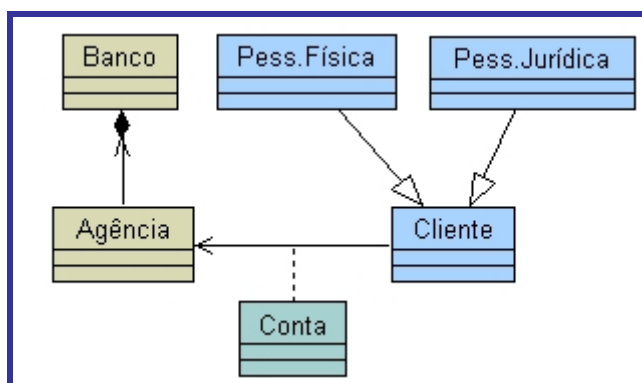 Banco
Pess.Física
Pess.Jurídica
Agência
Cliente
Conta